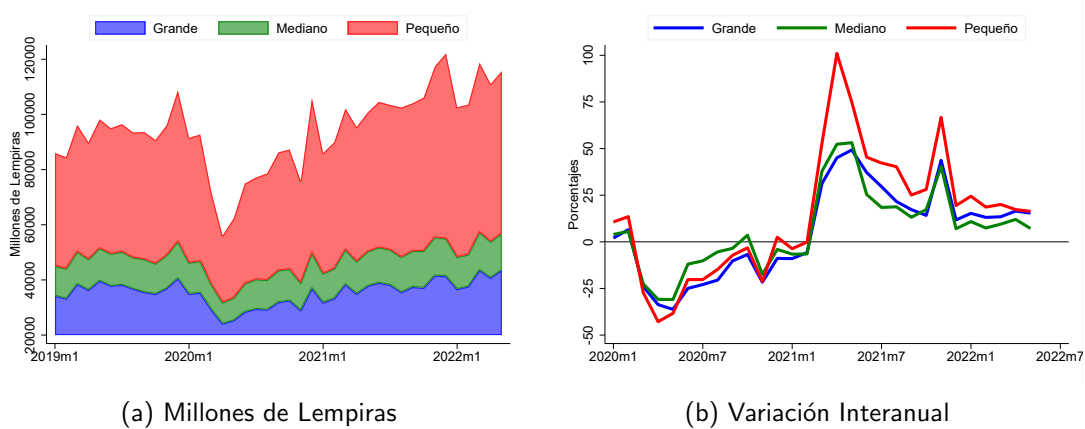 Grande Mediano Pequeño
Millones de Lempiras
120000
100000
80000
60000
40000
20000
2019m1 2020m1 2021m1 2022m1
(a) Millones de Lempiras
Grande Mediano Pequeño
Porcentajes
100
75
50
25
0
-25
-50
2020m1 2020m7 2021m1 2021m7 2022m1 2022m7
(b) Variación Interanual